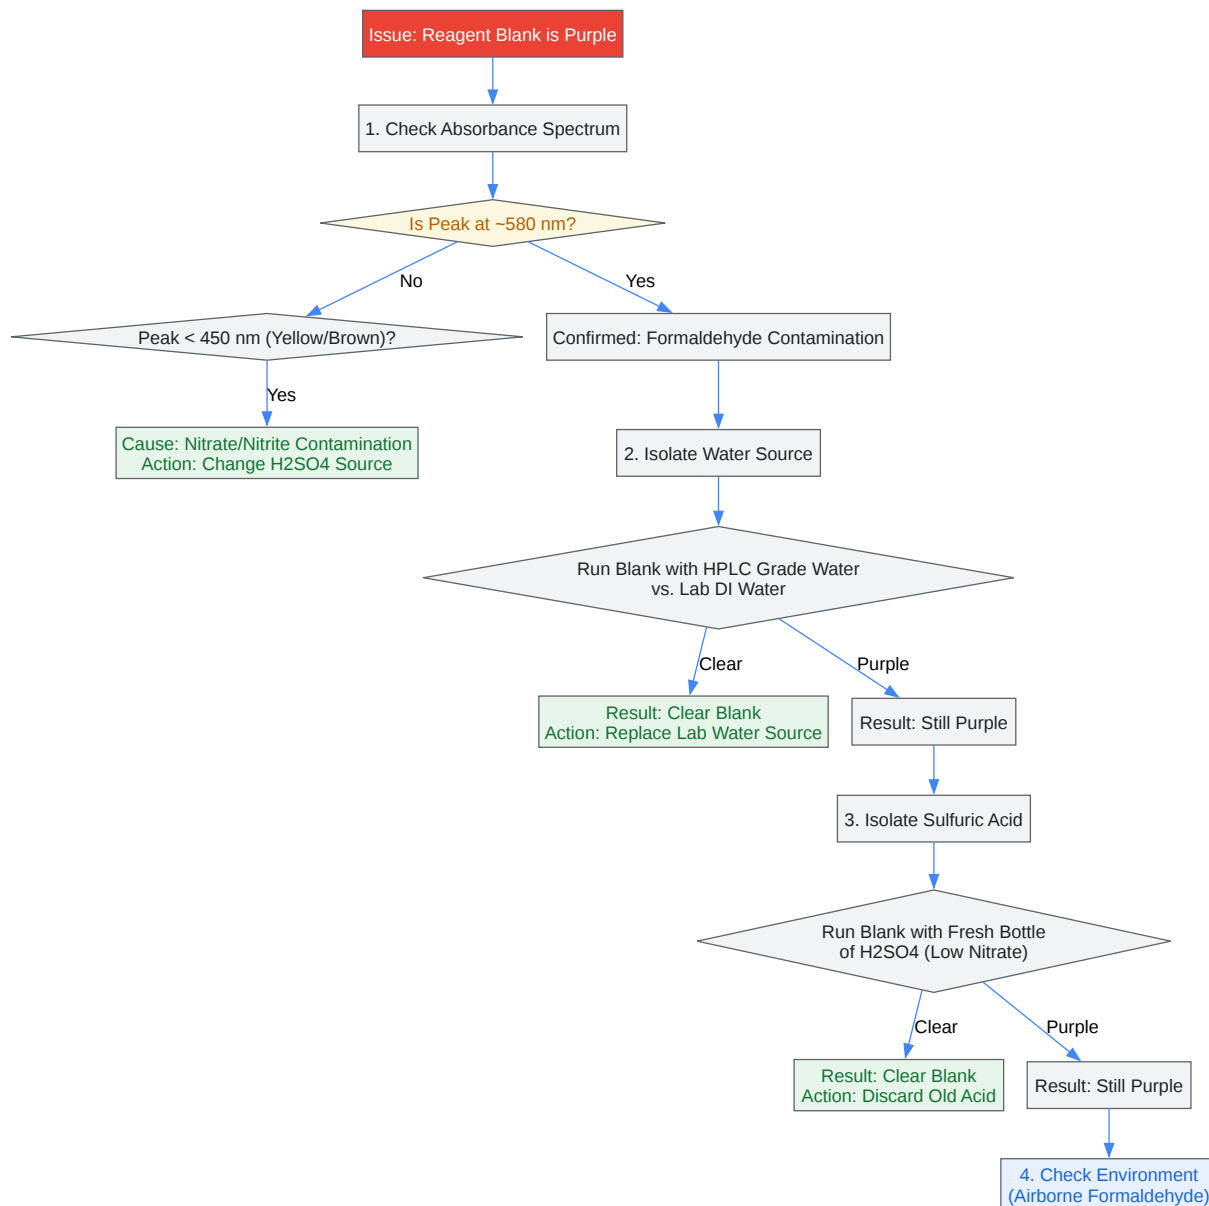 Issue: Reagent Blank is Purple
1. Check Absorbance Spectrum
Is Peak at ~580 nm?
No
Yes
Peak < 450 nm (Yellow/Brown)?
Confirmed: Formaldehyde Contamination
Yes
Cause: Nitrate/Nitrite Contamination
Action: Change H2SO4 Source
2. Isolate Water Source
Run Blank with HPLC Grade Water
vs. Lab DI Water
Clear
Purple
Result: Clear Blank
Action: Replace Lab Water Source
Result: Still Purple
3. Isolate Sulfuric Acid
Run Blank with Fresh Bottle
of H2SO4 (Low Nitrate)
Clear
Purple
Result: Clear Blank
Action: Discard Old Acid
Result: Still Purple
4. Check Environment
(Airborne Formaldehyde)